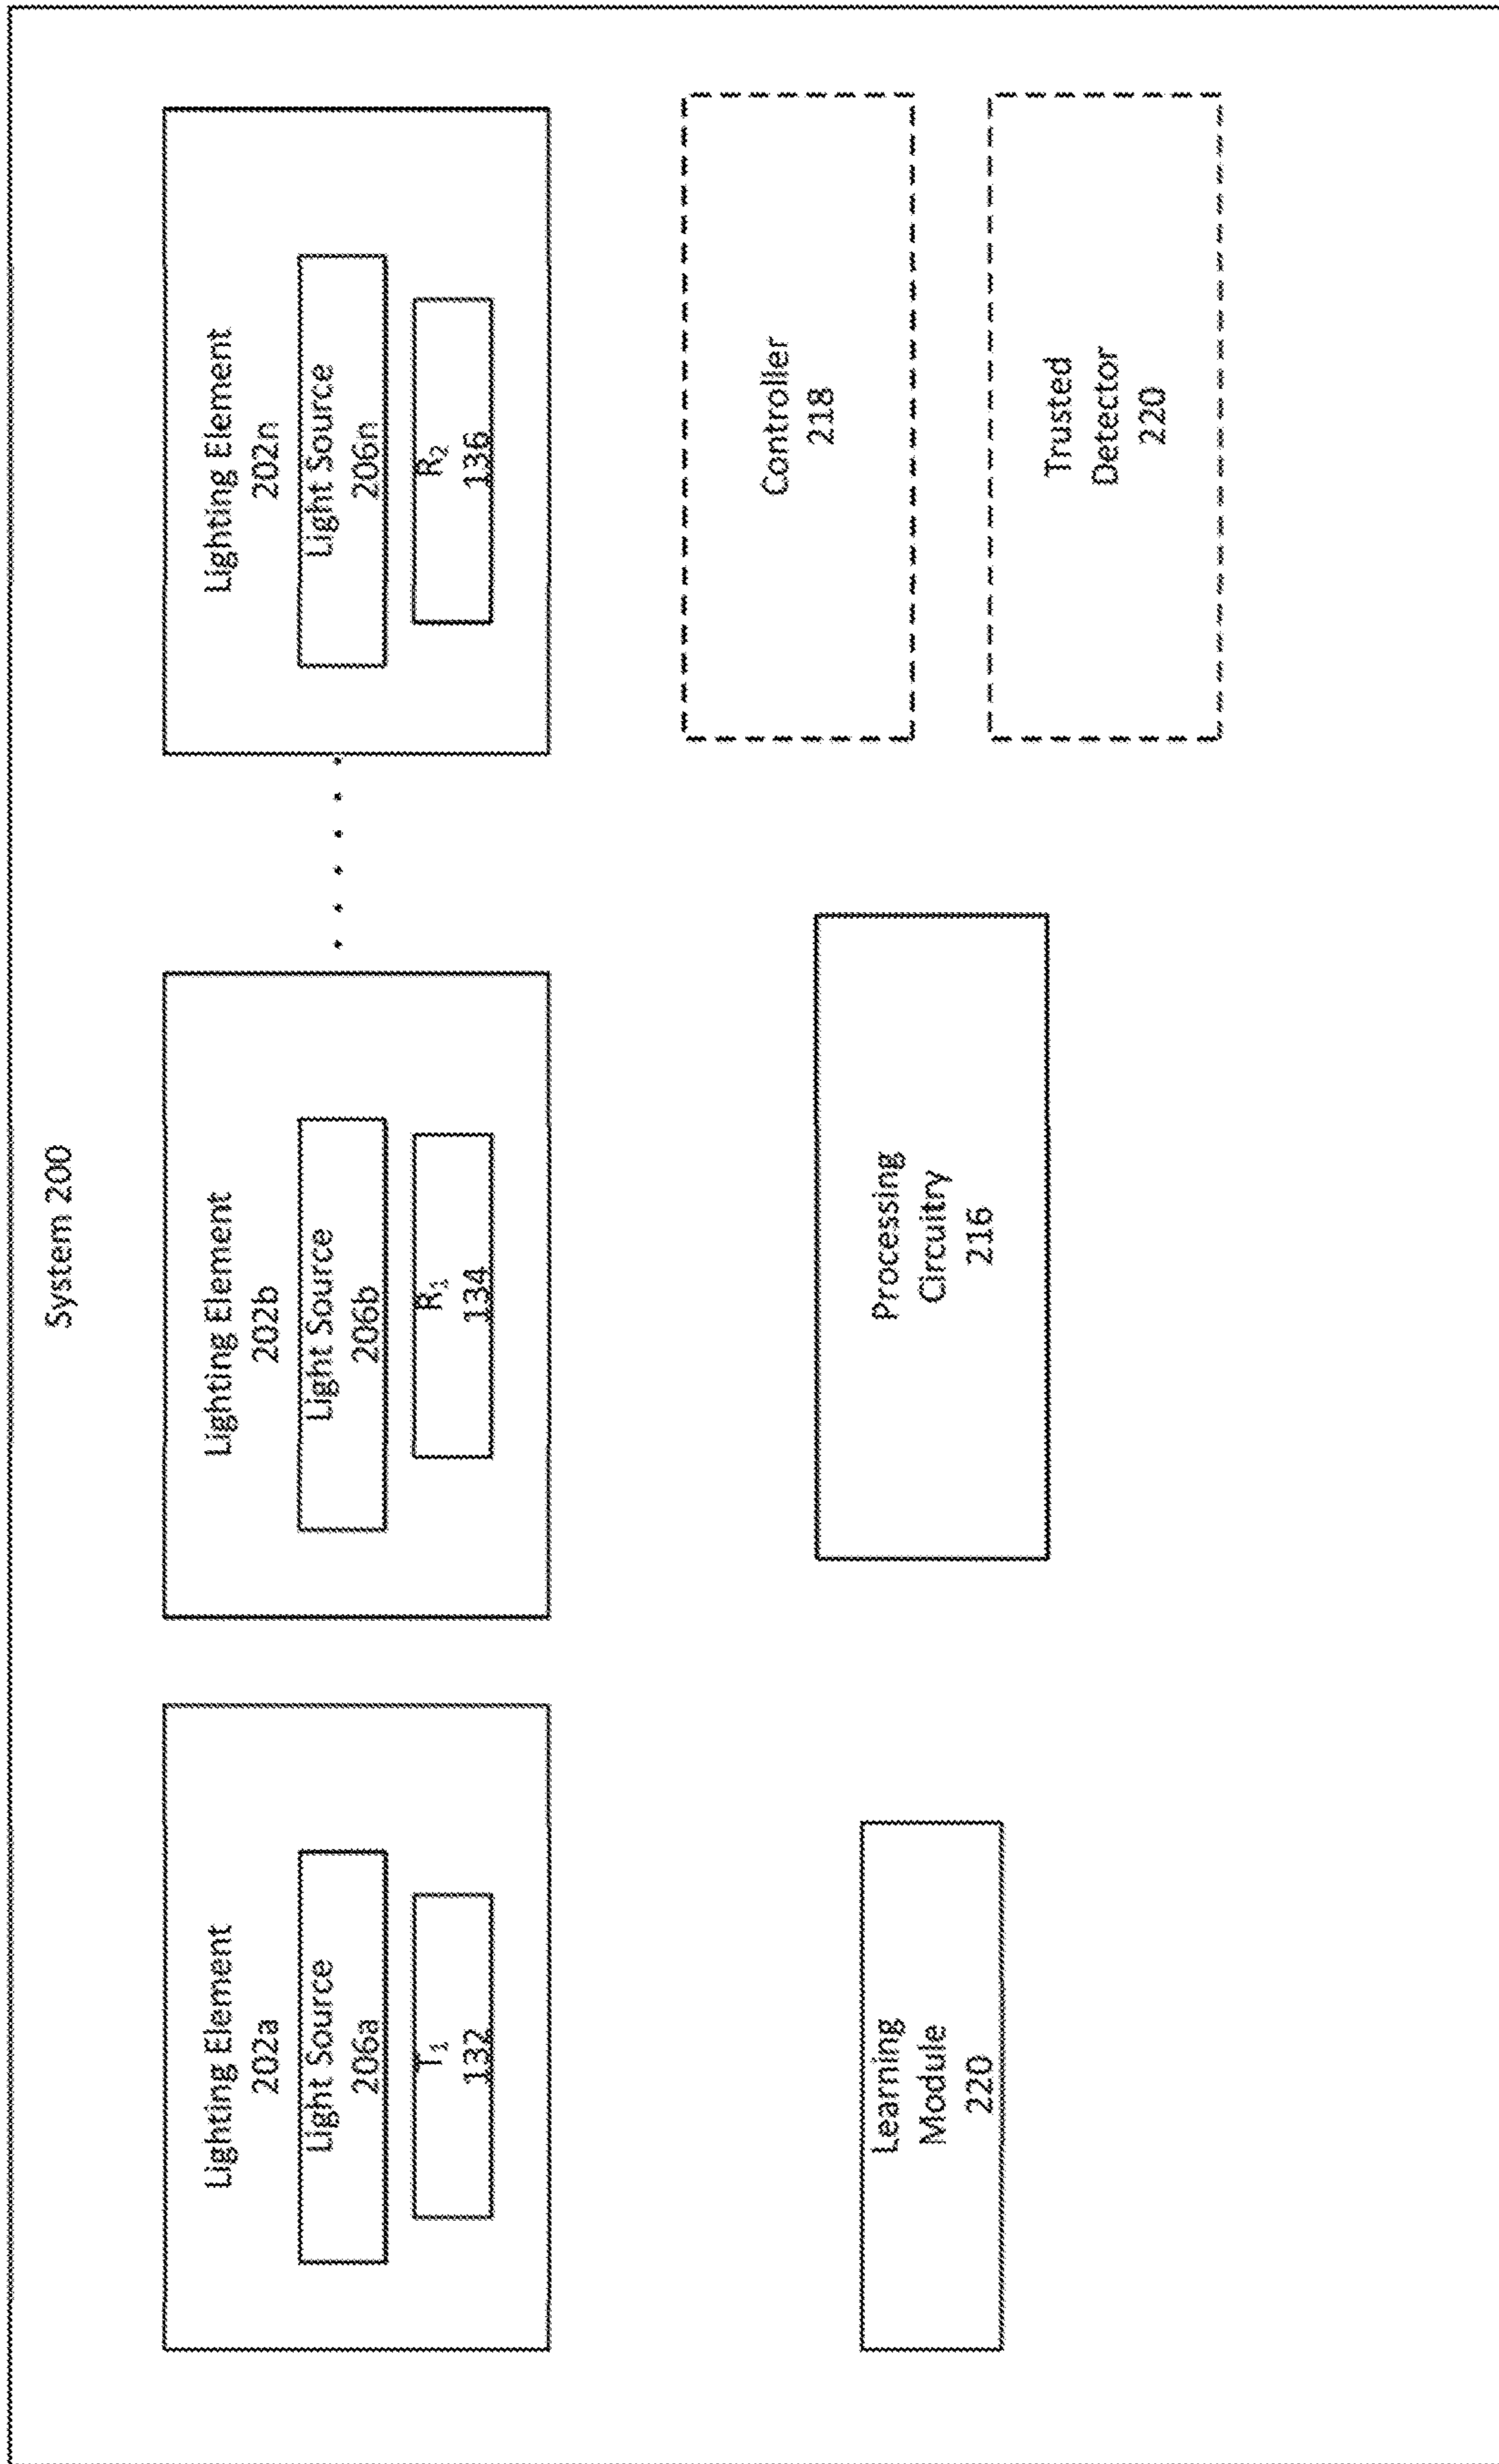 System 200
Lighting Element
202a
Light Source
206a
T₁
132
Lighting Element
202b
Light Source
206b
R₁
134
Lighting Element
202n
Light Source
206n
R₂
136
Learning
Module
220
Processing
Circuitry
216
Controller
218
Trusted
Detector
220